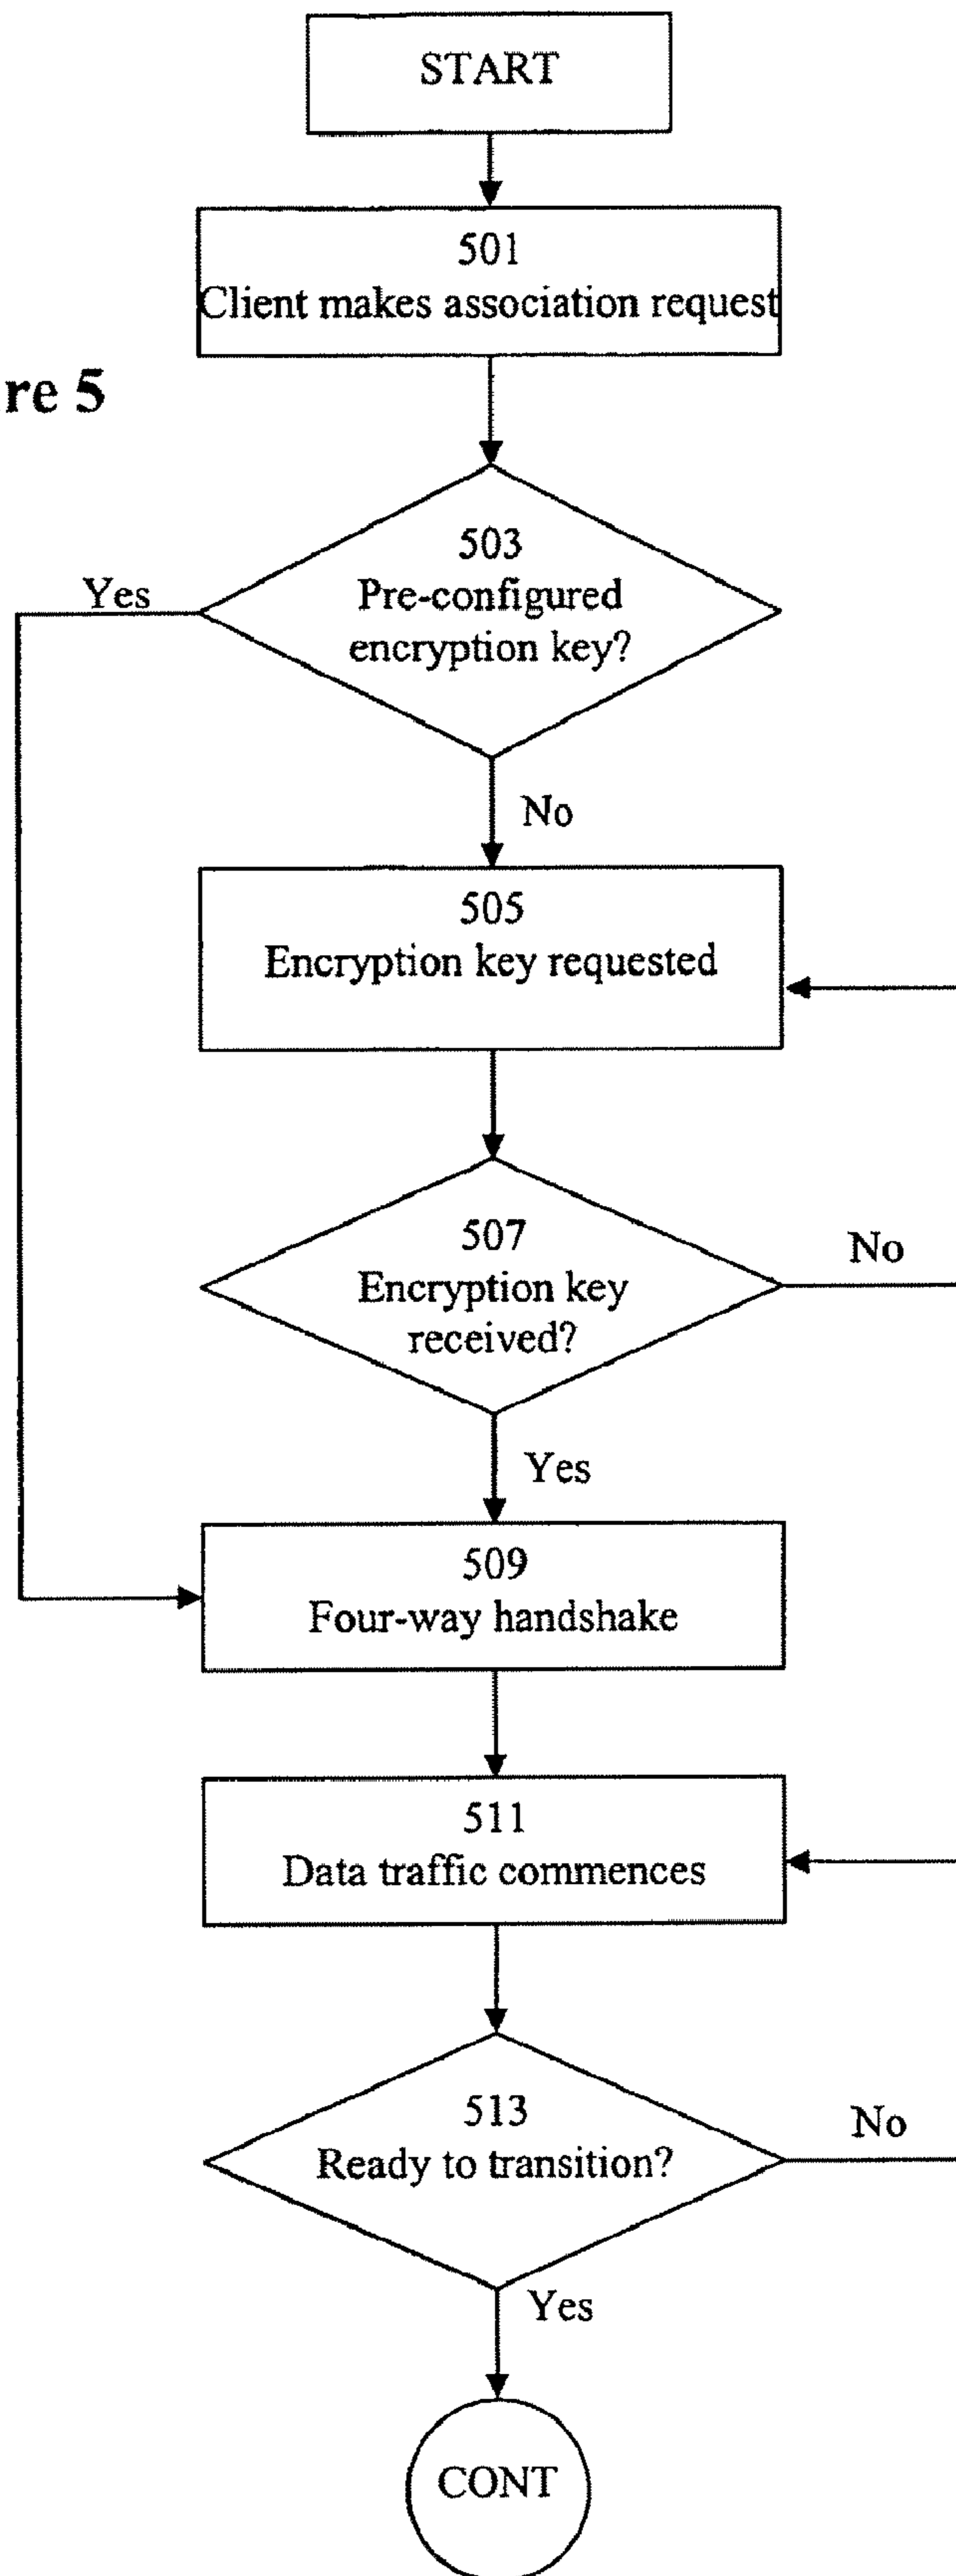 START
501
Client makes association request
re 5
503
Pre-configured
encryption key?
Yes
No
505
Encryption key requested
507
Encryption key
received?
No
Yes
509
Four-way handshake
511
Data traffic commences
513
Ready to transition?
No
Yes
CONT